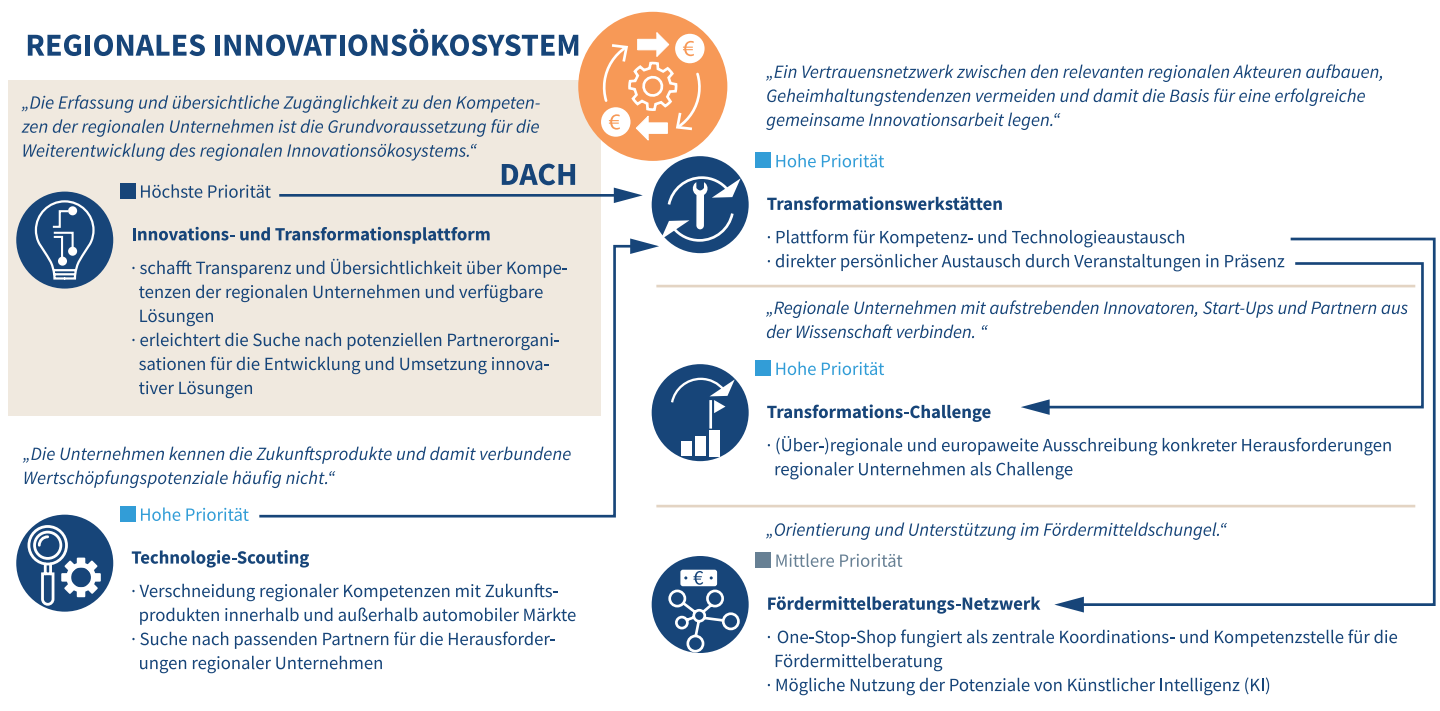 REGIONALES INNOVATIONSÖKOSYSTEM
„Die Erfassung und übersichtliche Zugänglichkeit zu den Kompeten-
zen der regionalen Unternehmen ist die Grundvoraussetzung für die
Weiterentwicklung des regionalen Innovationsökosystems.“
DACH
Höchste Priorität
Innovations- und Transformationsplattform
· schafft Transparenz und Übersichtlichkeit über Kompe-
tenzen der regionalen Unternehmen und verfügbare
Lösungen
· erleichtert die Suche nach potenziellen Partnerorgani-
sationen für die Entwicklung und Umsetzung innova-
tiver Lösungen
„Die Unternehmen kennen die Zukunftsprodukte und damit verbundene
Wertschöpfungspotenziale häufig nicht.“
Hohe Priorität
Technologie-Scouting
· Verschneidung regionaler Kompetenzen mit Zukunfts-
produkten innerhalb und außerhalb automobiler Märkte
· Suche nach passenden Partnern für die Herausforder-
ungen regionaler Unternehmen
€
€
„Ein Vertrauensnetzwerk zwischen den relevanten regionalen Akteuren aufbauen,
Geheimhaltungstendenzen vermeiden und damit die Basis für eine erfolgreiche
gemeinsame Innovationsarbeit legen.“
Hohe Priorität
Transformationswerkstätten
· Plattform für Kompetenz- und Technologieaustausch
· direkter persönlicher Austausch durch Veranstaltungen in Präsenz
„Regionale Unternehmen mit aufstrebenden Innovatoren, Start-Ups und Partnern aus
der Wissenschaft verbinden. “
Hohe Priorität
Transformations-Challenge
· (Über-)regionale und europaweite Ausschreibung konkreter Herausforderungen
regionaler Unternehmen als Challenge
„Orientierung und Unterstützung im Fördermitteldschungel.“
Mittlere Priorität
· € ·
Fördermittelberatungs-Netzwerk
· One-Stop-Shop fungiert als zentrale Koordinations- und Kompetenzstelle für die
Fördermittelberatung
· Mögliche Nutzung der Potenziale von Künstlicher Intelligenz (KI)